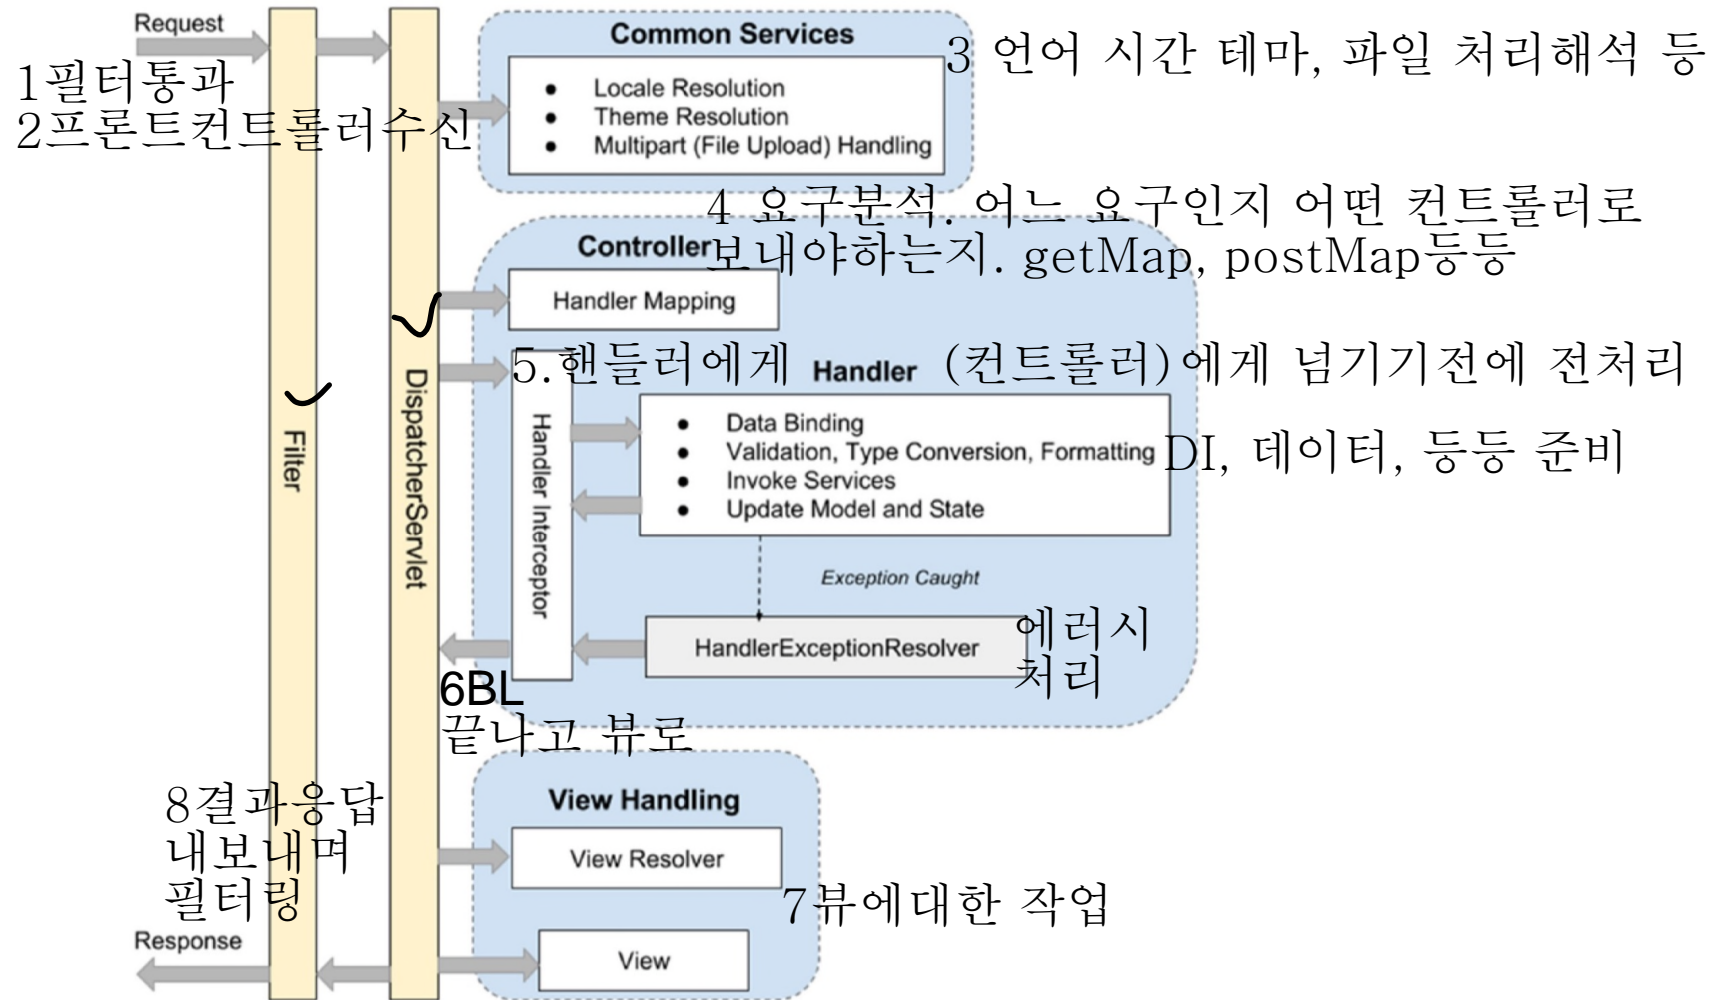 Request
1필터통과
2프론트컨트롤러수신
Common Services
3 언어 시간 테마, 파일 처리해석 등
● Locale Resolution
● Theme Resolution
● Multipart (File Upload) Handling
4 요구분석. 어느 요구인지 어떤 컨트롤러로
보내야하는지. getMap, postMap등등
Controller
Handler Mapping
5.핸들러에게 (컨트롤러)에게 넘기기전에 전처리
Handler
● Data Binding
● Validation, Type Conversion, Formatting
● Invoke Services
● Update Model and State
DI, 데이터, 등등 준비
Filter
DispatcherServlet
Handler Interceptor
Exception Caught
HandlerExceptionResolver
에러시
처리
6BL
끝나고 뷰로
View Handling
View Resolver
7뷰에대한 작업
View
8결과응답
내보내며
필터링
Response